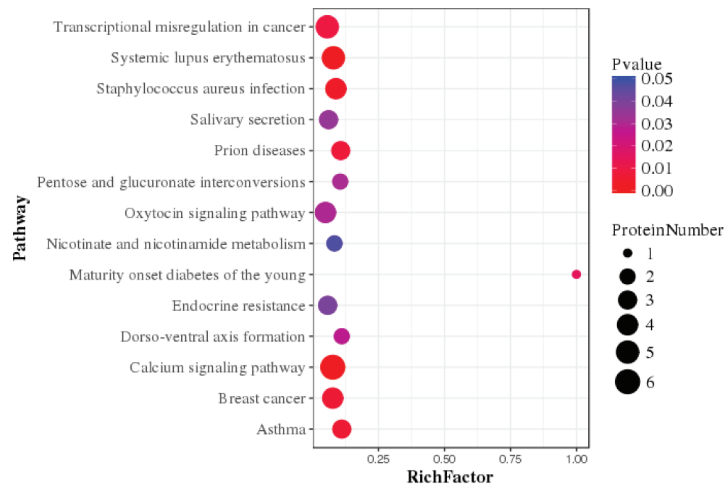 Transcriptional misregulation in cancer
Systemic lupus erythematosus
Staphylococcus aureus infection
Salivary secretion
Prion diseases
Pentose and glucuronate interconversions
Oxytocin signaling pathway
Nicotinate and nicotinamide metabolism
Maturity onset diabetes of the young
Endocrine resistance
Dorso-ventral axis formation
Calcium signaling pathway
Breast cancer
Asthma
Pathway
0.25 0.50 0.75 1.00
RichFactor
Pvalue
0.05
0.04
0.03
0.02
0.01
0.00
ProteinNumber
1
2
3
4
5
6